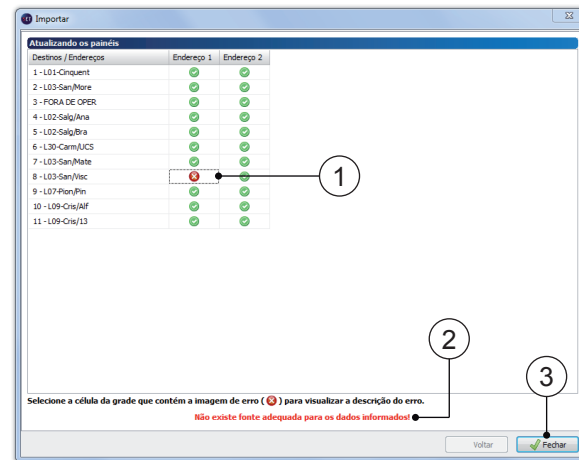 Importar
Atualizando os painéis
Destinos / Endereços Endereço 1 Endereço 2
1 - L01-Cinquent
2 - L03-San/More
3 - FORA DE OPER
4 - L02-Salg/Ana
5 - L02-Salg/Bra
6 - L30-Carm/UCS
7 - L03-San/Mate
8 - L03-San/Visc
1
9 - L07-Pion/Pin
10 - L09-Cris/Alf
11 - L09-Cris/13
2
3
Selecione a célula da grade que contém a imagem de erro ( ) para visualizar a descrição do erro.
Não existe fonte adequada para os dados informados!
Voltar Fechar